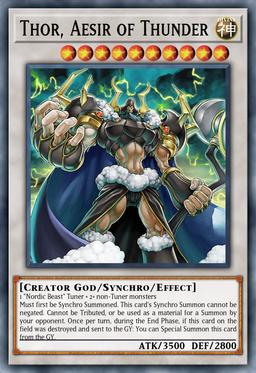 Thor, Aesir of Thunder
神
[Creator God/Synchro/Effect]
1 "Nordic Beast" Tuner + 2+ non-Tuner monsters
Must first be Synchro Summoned. This card's Synchro Summon cannot be
negated. Cannot be Tributed, or be used as a material for a Summon by
your opponent. Once per turn, during the End Phase, if this card on the
field was destroyed and sent to the GY: You can Special Summon this card
from the GY.
ATK/3500 DEF/2800